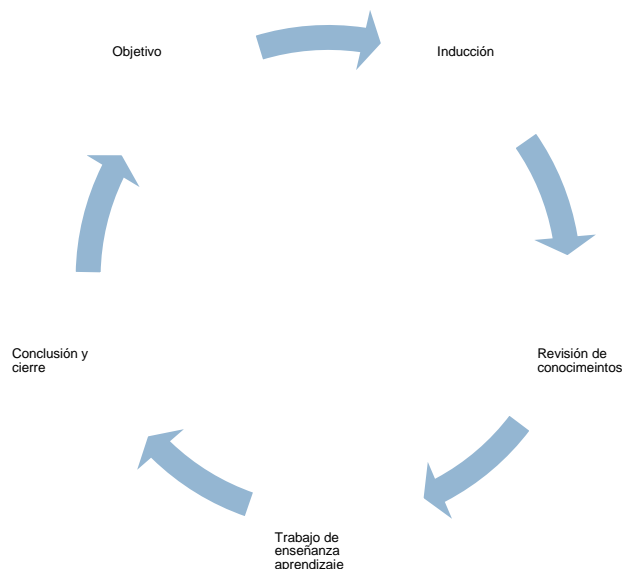 Objetivo
Inducción
Revisión de
conocimeintos
Trabajo de
enseñanza
aprendizaje
Conclusión y
cierre